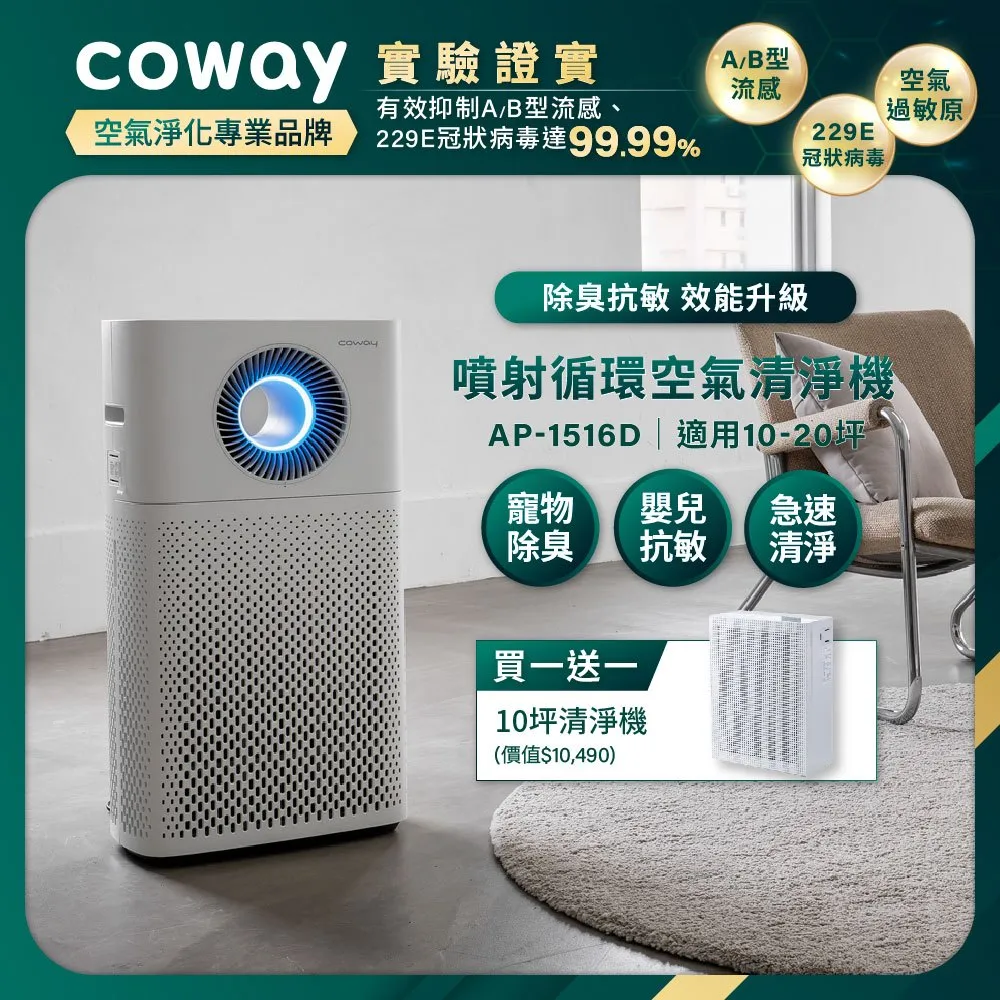 coway
空氣淨化專業品牌
實驗證實
有效抑制A/B型流感、
229E冠狀病毒達99.99%
A/B型
流感
空氣
過敏原
229E
冠狀病毒
coway
除臭抗敏 效能升級
噴射循環空氣清淨機
AP-1516D｜適用10-20坪
寵物
除臭
嬰兒
抗敏
急速
清淨
買一送一
10坪清淨機
(價值$10,490)